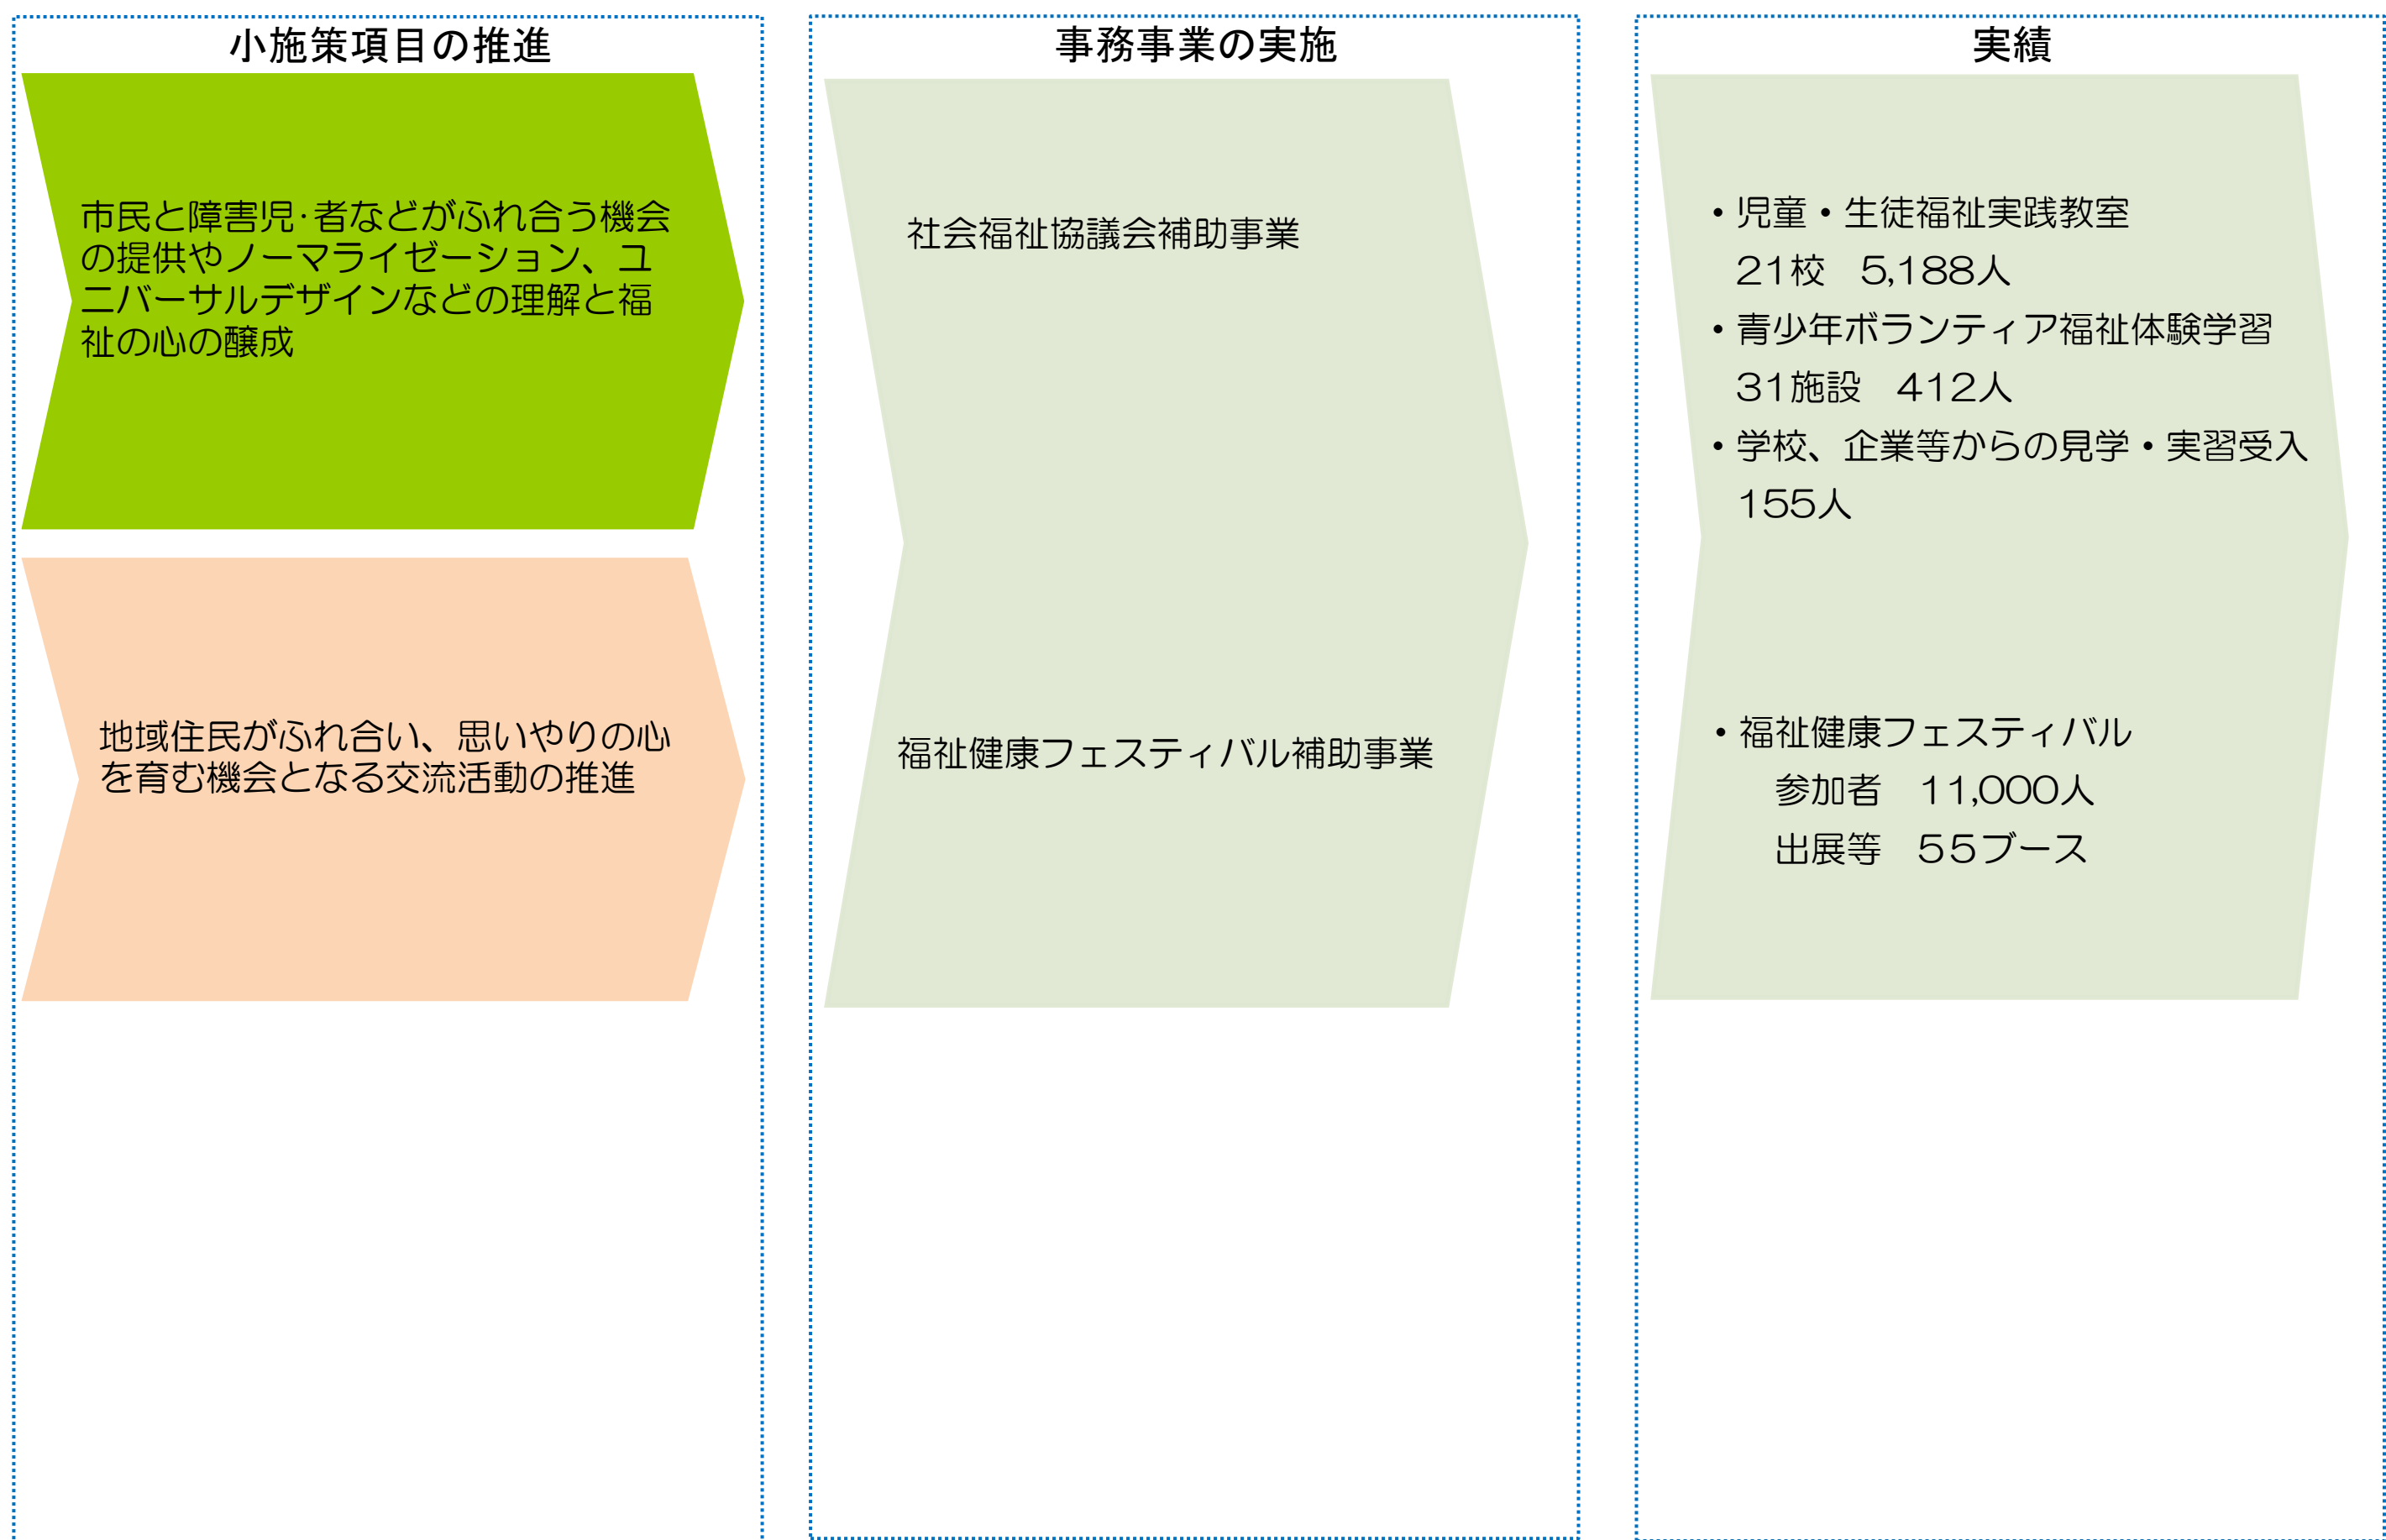 小施策項目の推進
市民と障害児･者などがふれ合う機会
の提供やノーマライゼーション、ユ
ニバーサルデザインなどの理解と福
祉の心の醸成
地域住民がふれ合い、思いやりの心
を育む機会となる交流活動の推進
事務事業の実施
社会福祉協議会補助事業
福祉健康フェスティバル補助事業
実績
・児童・生徒福祉実践教室
21校　5,188人
・青少年ボランティア福祉体験学習
31施設　412人
・学校、企業等からの見学・実習受入
155人
・福祉健康フェスティバル
参加者　11,000人
出展等　55ブース